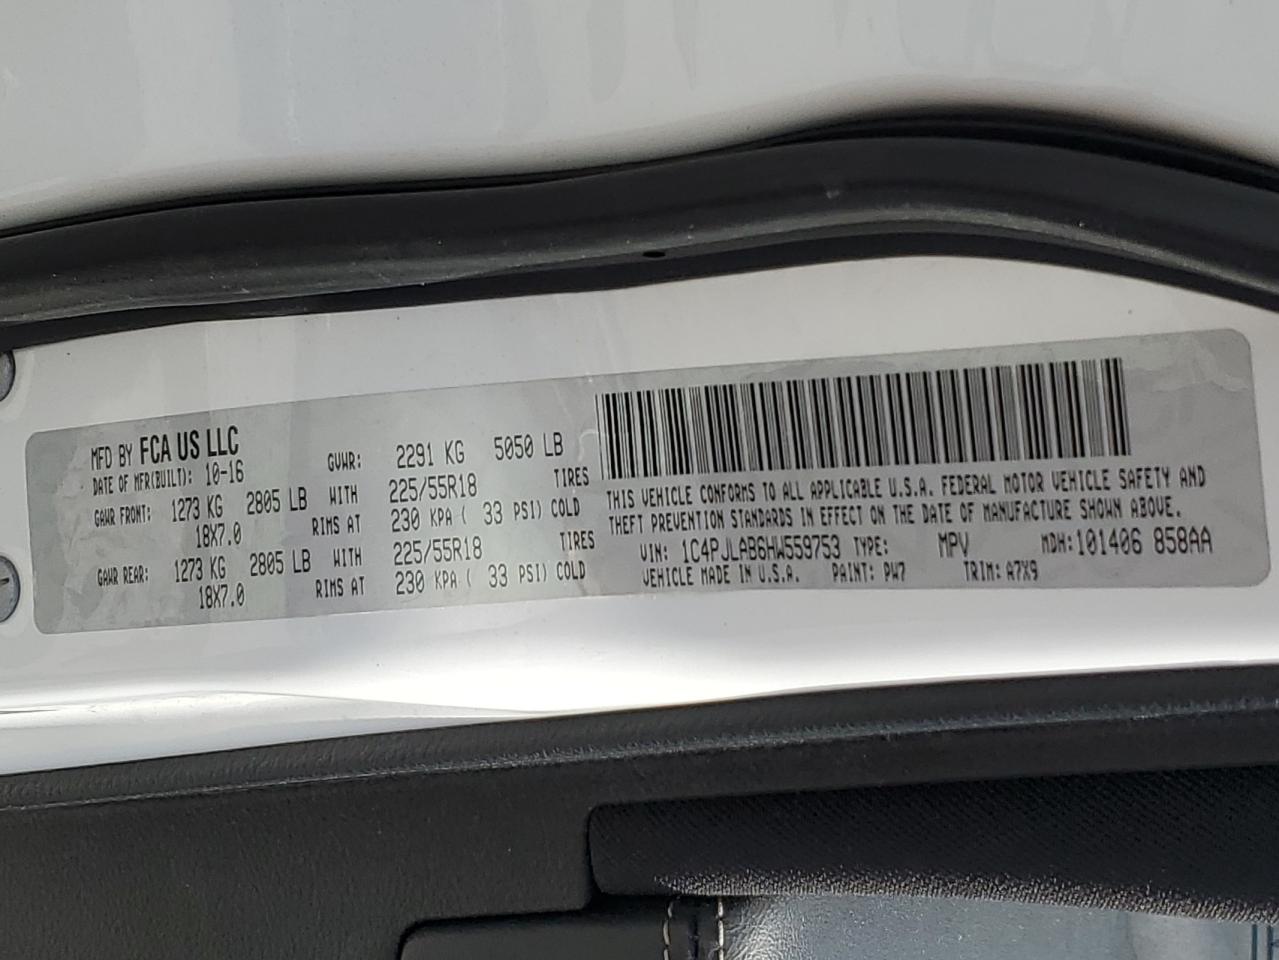 MFD BY FCA US LLC
DATE OF MFR(BUILT): 10-16 GVWR: 2291 KG 5050 LB
GAWR FRONT: 1273 KG 2805 LB WITH 225/55R18 TIRES
18X7.0 RIMS AT 230 KPA ( 33 PSI) COLD
GAWR REAR: 1273 KG 2805 LB WITH 225/55R18 TIRES
18X7.0 RIMS AT 230 KPA ( 33 PSI) COLD
THIS VEHICLE CONFORMS TO ALL APPLICABLE U.S.A. FEDERAL MOTOR VEHICLE SAFETY AND
THEFT PREVENTION STANDARDS IN EFFECT ON THE DATE OF MANUFACTURE SHOWN ABOVE.
VIN: 1C4PJLAB6HW559753 TYPE: MPV MDH:101406 858AA
VEHICLE MADE IN U.S.A. PAINT: PW7 TRIM: A7X9